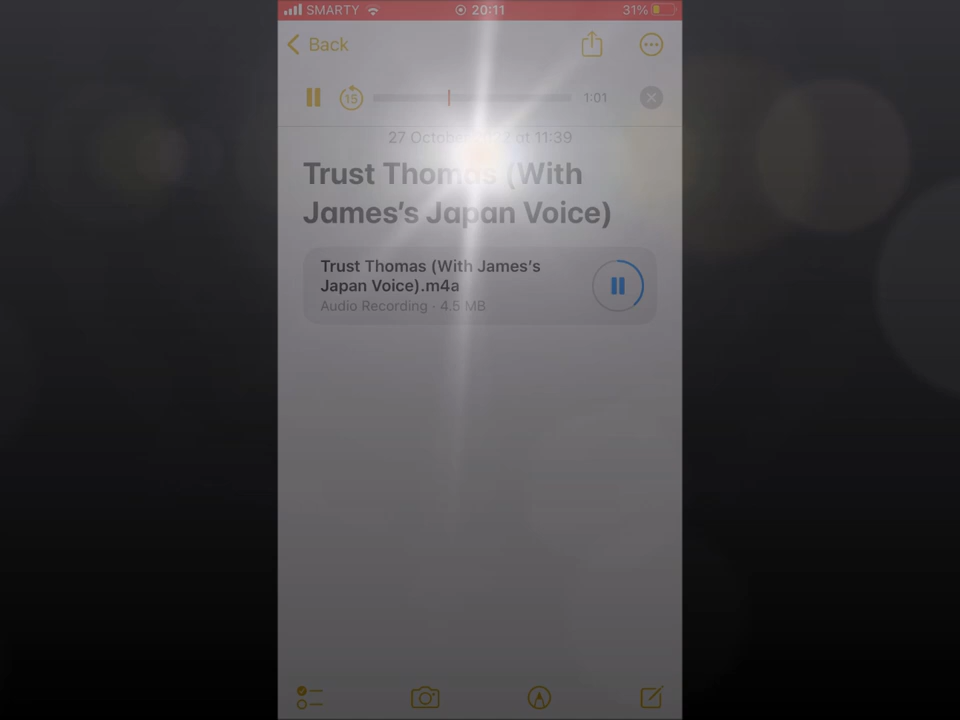 SMARTY
20:11
31%
Back
15
1:01
27 October at 11:39
Trust Thomas (With
James's Japan Voice)
Trust Thomas (With James's
Japan Voice).m4a
Audio Recording · 4.5 MB